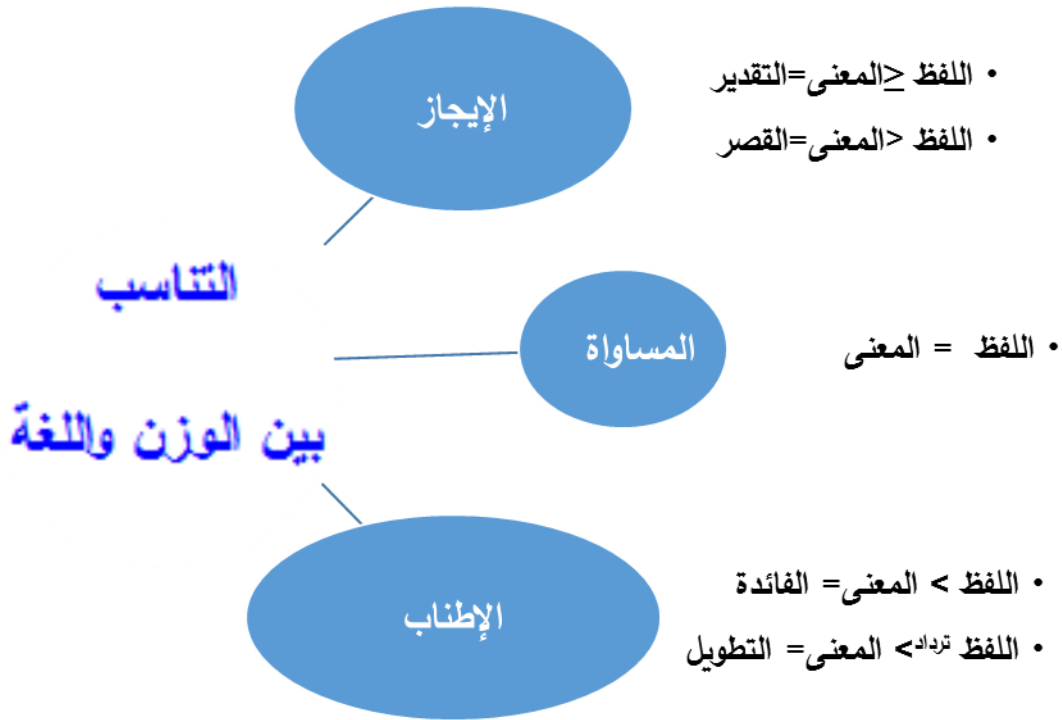 الإيجاز
• اللفظ ≤المعنى=التقدير
• اللفظ <المعنى=القصر
التتناسب
المساواة
• اللفظ = المعنى
بين الوزن واللغة
الإطناب
• اللفظ > المعنى= الفائدة
• اللفظ ترداد> المعنى= التطويل